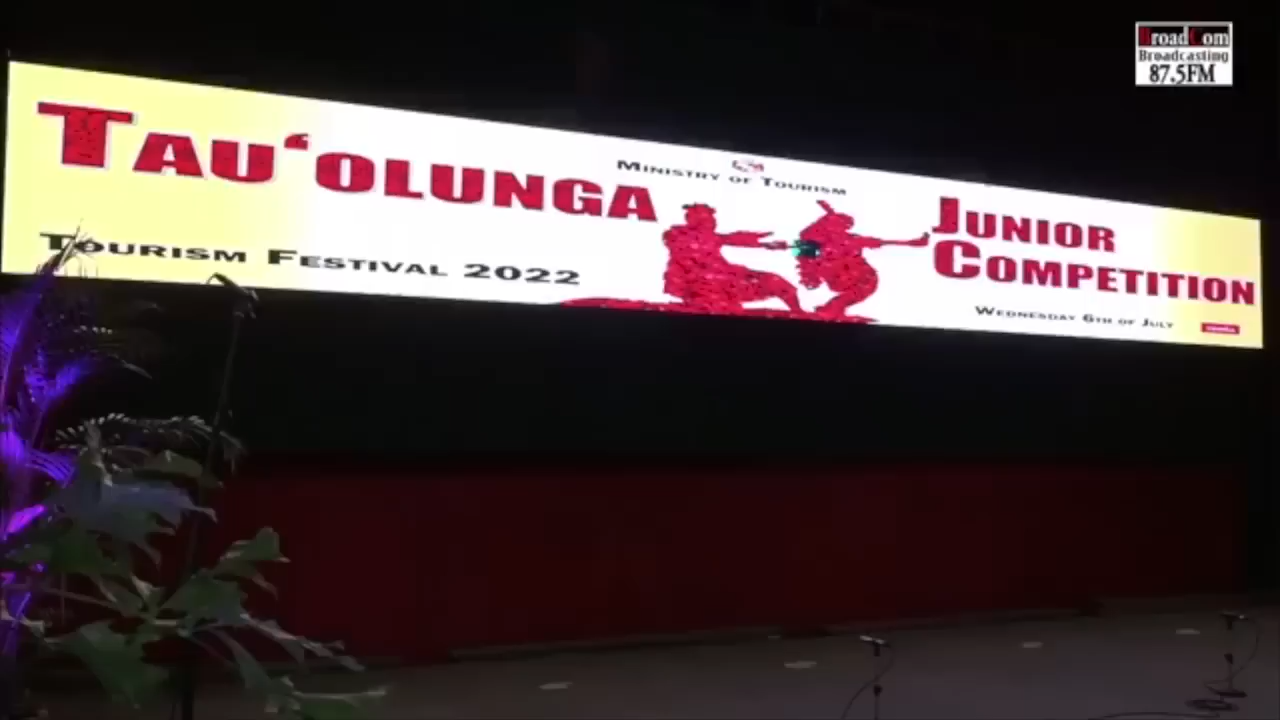 BroadCom
Broadcasting
87.5FM
TAU‘OLUNGA
MINISTRY OF TOURISM
JUNIOR
COMPETITION
TOURISM FESTIVAL 2022
WEDNESDAY 6TH OF JULY